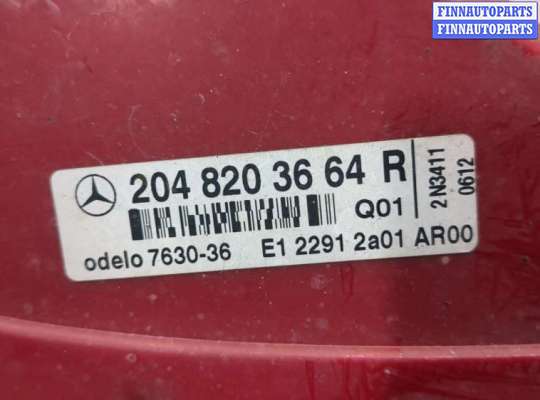 FINNAUTOPARTS
FINNAUTOPARTS
204 820 36 64 R
Q01
odelo 7630-36 E1 2291 2a01 AR00
2N3411
0612